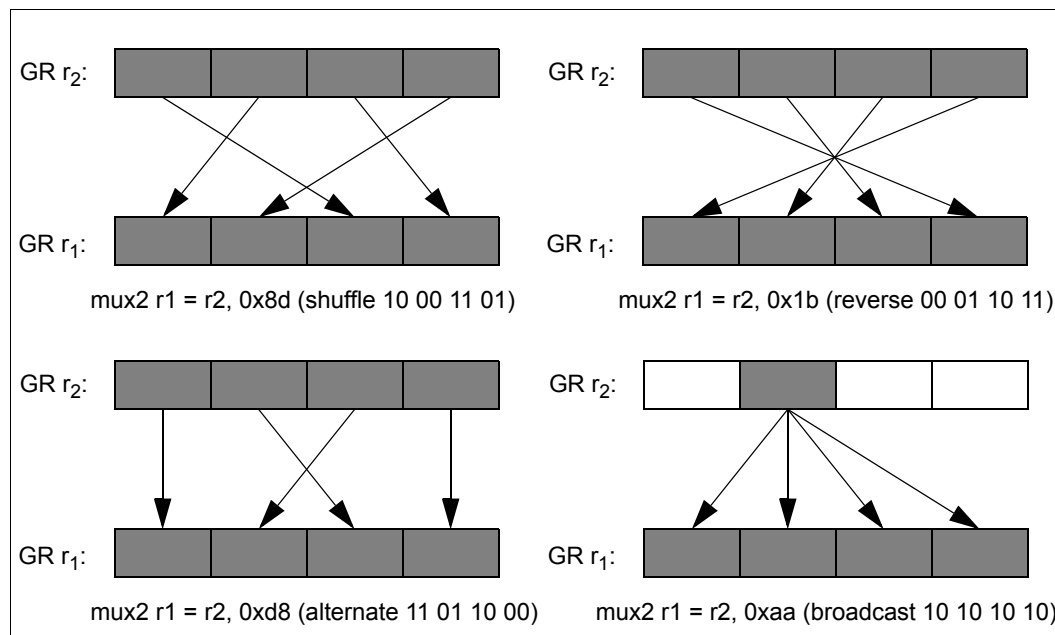 GR r2:
GR r1:
mux2 r1 = r2, 0x8d (shuffle 10 00 11 01)
GR r2:
GR r1:
mux2 r1 = r2, 0x1b (reverse 00 01 10 11)
GR r2:
GR r1:
mux2 r1 = r2, 0xd8 (alternate 11 01 10 00)
GR r2:
GR r1:
mux2 r1 = r2, 0xaa (broadcast 10 10 10 10)